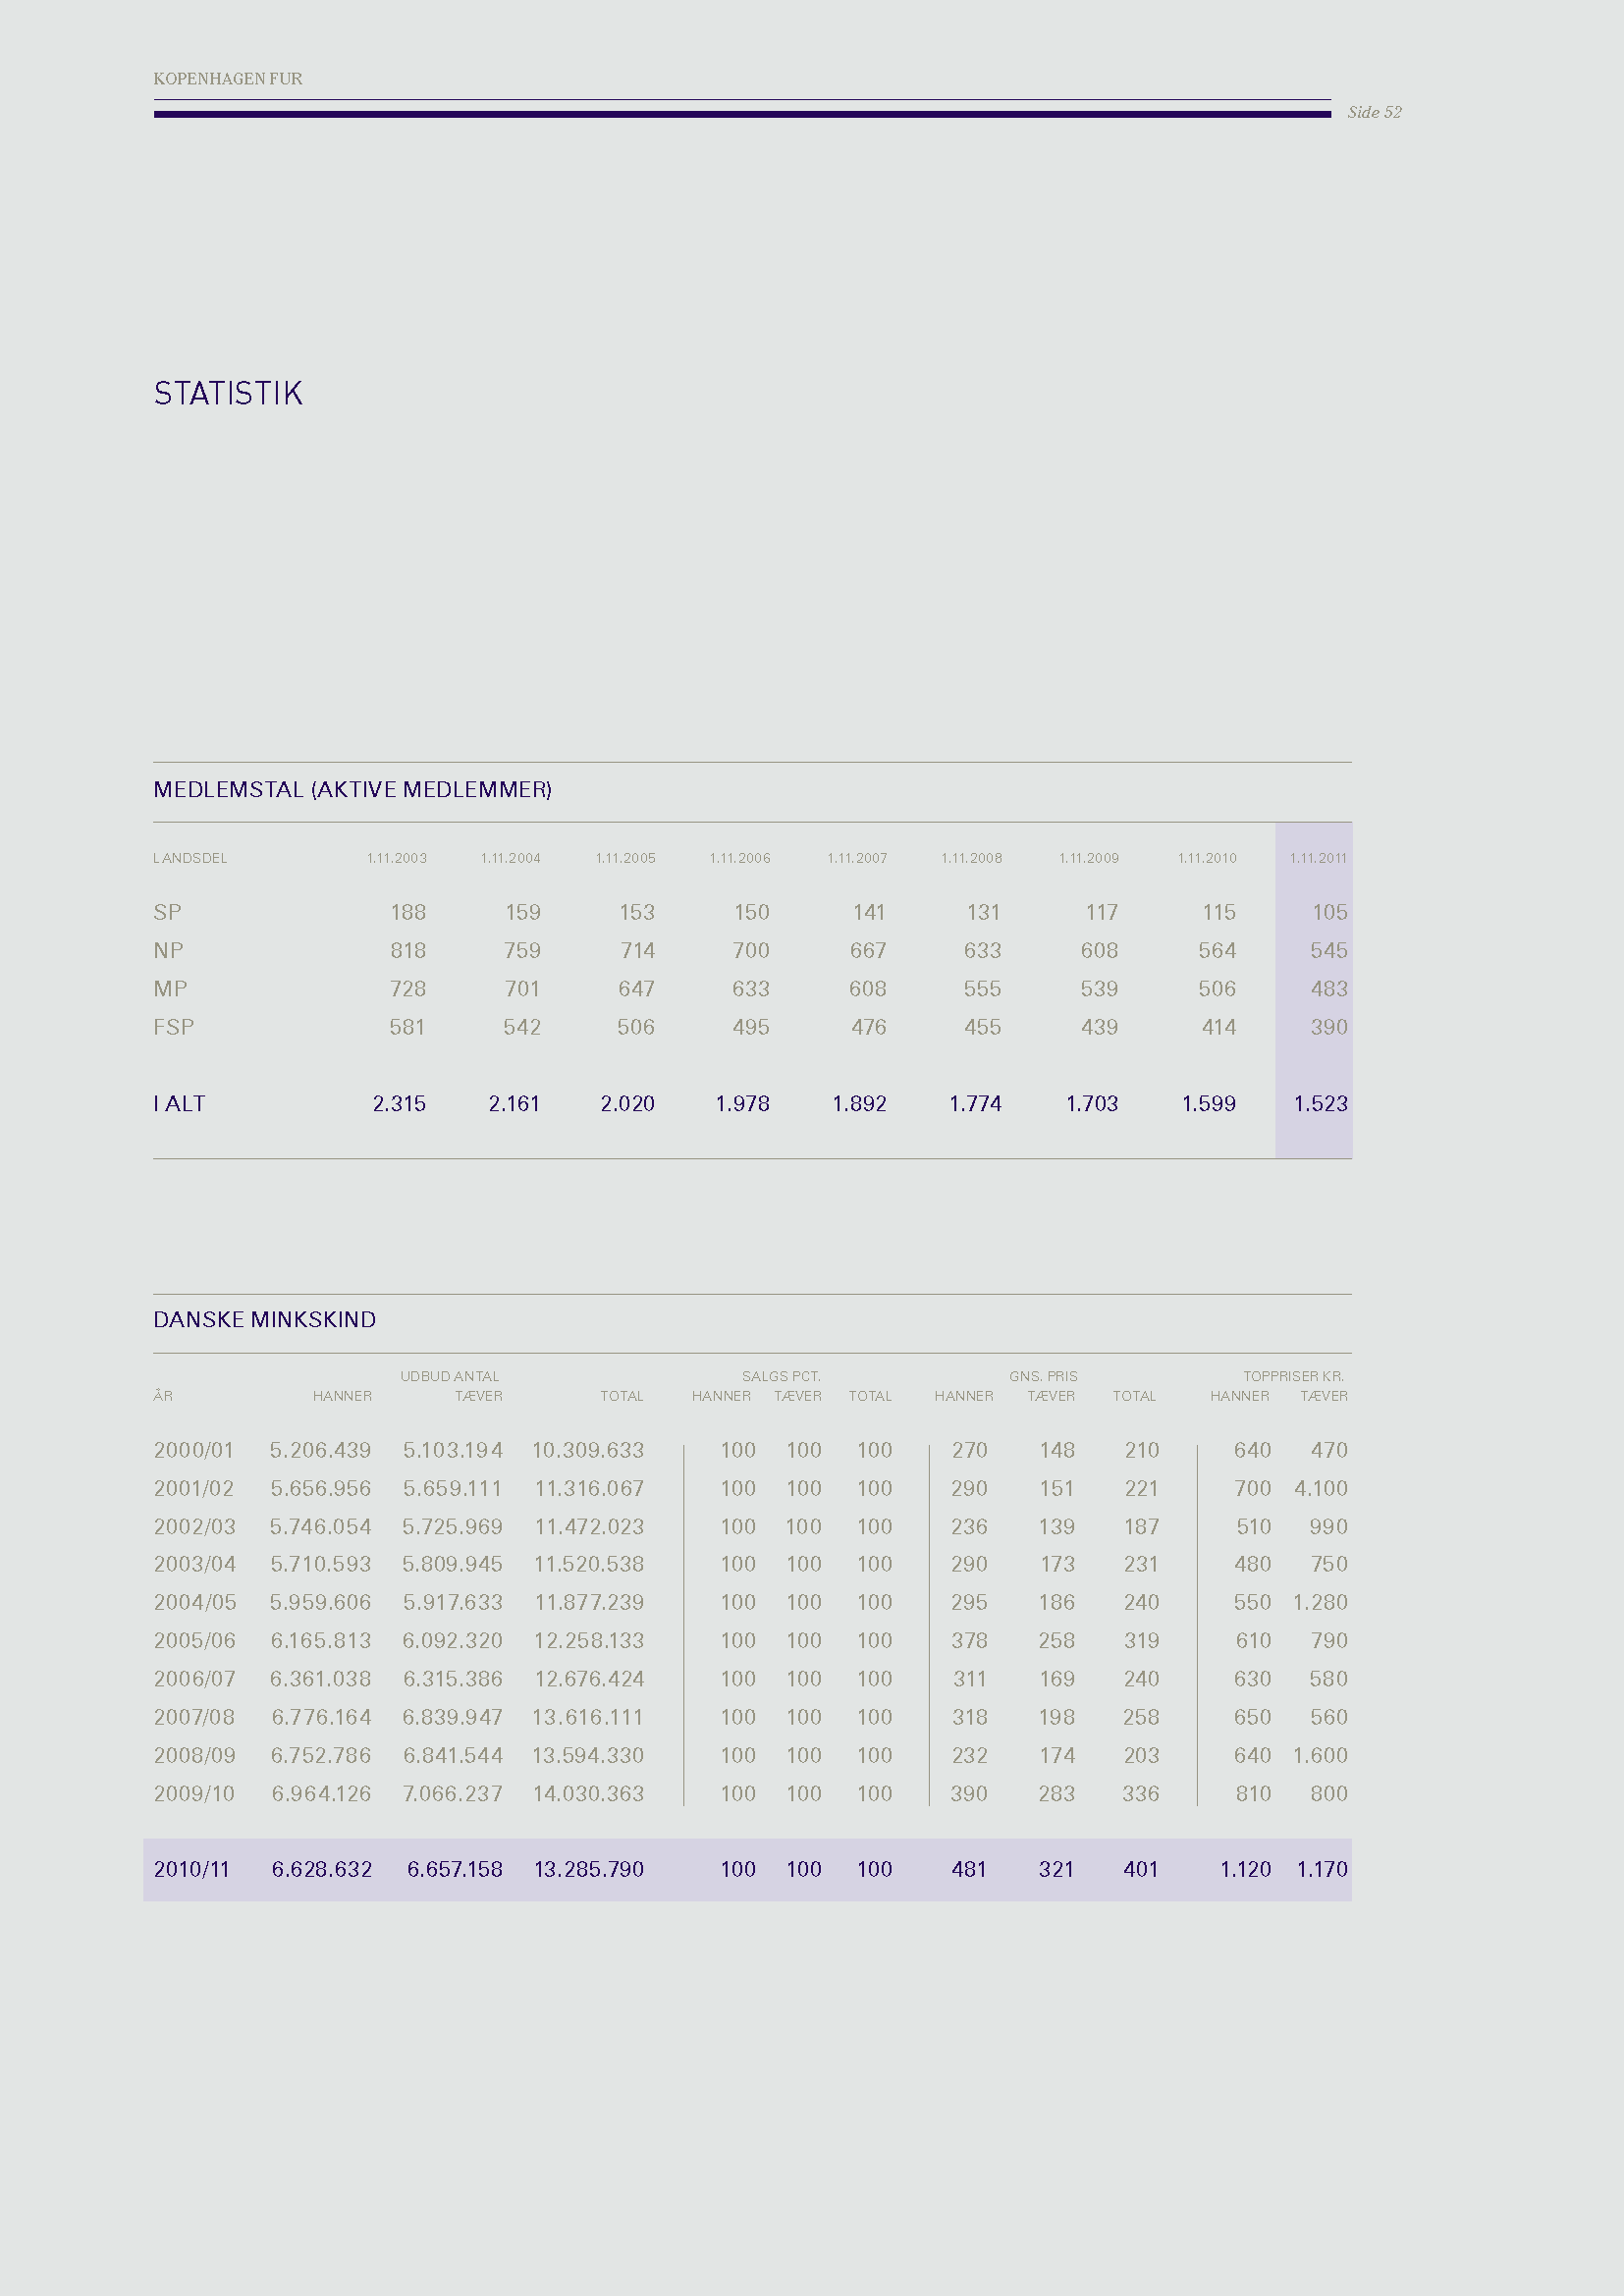 KOPENHAGEN FUR
Side 52
STATISTIK
MEDLEMSTAL (AKTIVE MEDLEMMER)
LANDSDEL 1.11.2003 1.11.2004 1.11.2005 1.11.2006 1.11.2007 1.11.2008 1.11.2009 1.11.2010 1.11.2011
SP 188 159 153 150 141 131 117 115 105
NP 818 759 714 700 667 633 608 564 545
MP 728 701 647 633 608 555 539 506 483
FSP 581 542 506 495 476 455 439 414 390
I ALT 2.315 2.161 2.020 1.978 1.892 1.774 1.703 1.599 1.523
DANSKE MINKSKIND
UDBUD ANTAL SALGS PCT. GNS. PRIS TOPPRISER KR.
ÅR HANNER TÆVER TOTAL HANNER TÆVER TOTAL HANNER TÆVER TOTAL HANNER TÆVER
2000/01 5.206.439 5.103.194 10.309.633 100 100 100 270 148 210 640 470
2001/02 5.656.956 5.659.111 11.316.067 100 100 100 290 151 221 700 4.100
2002/03 5.746.054 5.725.969 11.472.023 100 100 100 236 139 187 510 990
2003/04 5.710.593 5.809.945 11.520.538 100 100 100 290 173 231 480 750
2004/05 5.959.606 5.917.633 11.877.239 100 100 100 295 186 240 550 1.280
2005/06 6.165.813 6.092.320 12.258.133 100 100 100 378 258 319 610 790
2006/07 6.361.038 6.315.386 12.676.424 100 100 100 311 169 240 630 580
2007/08 6.776.164 6.839.947 13.616.111 100 100 100 318 198 258 650 560
2008/09 6.752.786 6.841.544 13.594.330 100 100 100 232 174 203 640 1.600
2009/10 6.964.126 7.066.237 14.030.363 100 100 100 390 283 336 810 800
2010/11 6.628.632 6.657.158 13.285.790 100 100 100 481 321 401 1.120 1.170